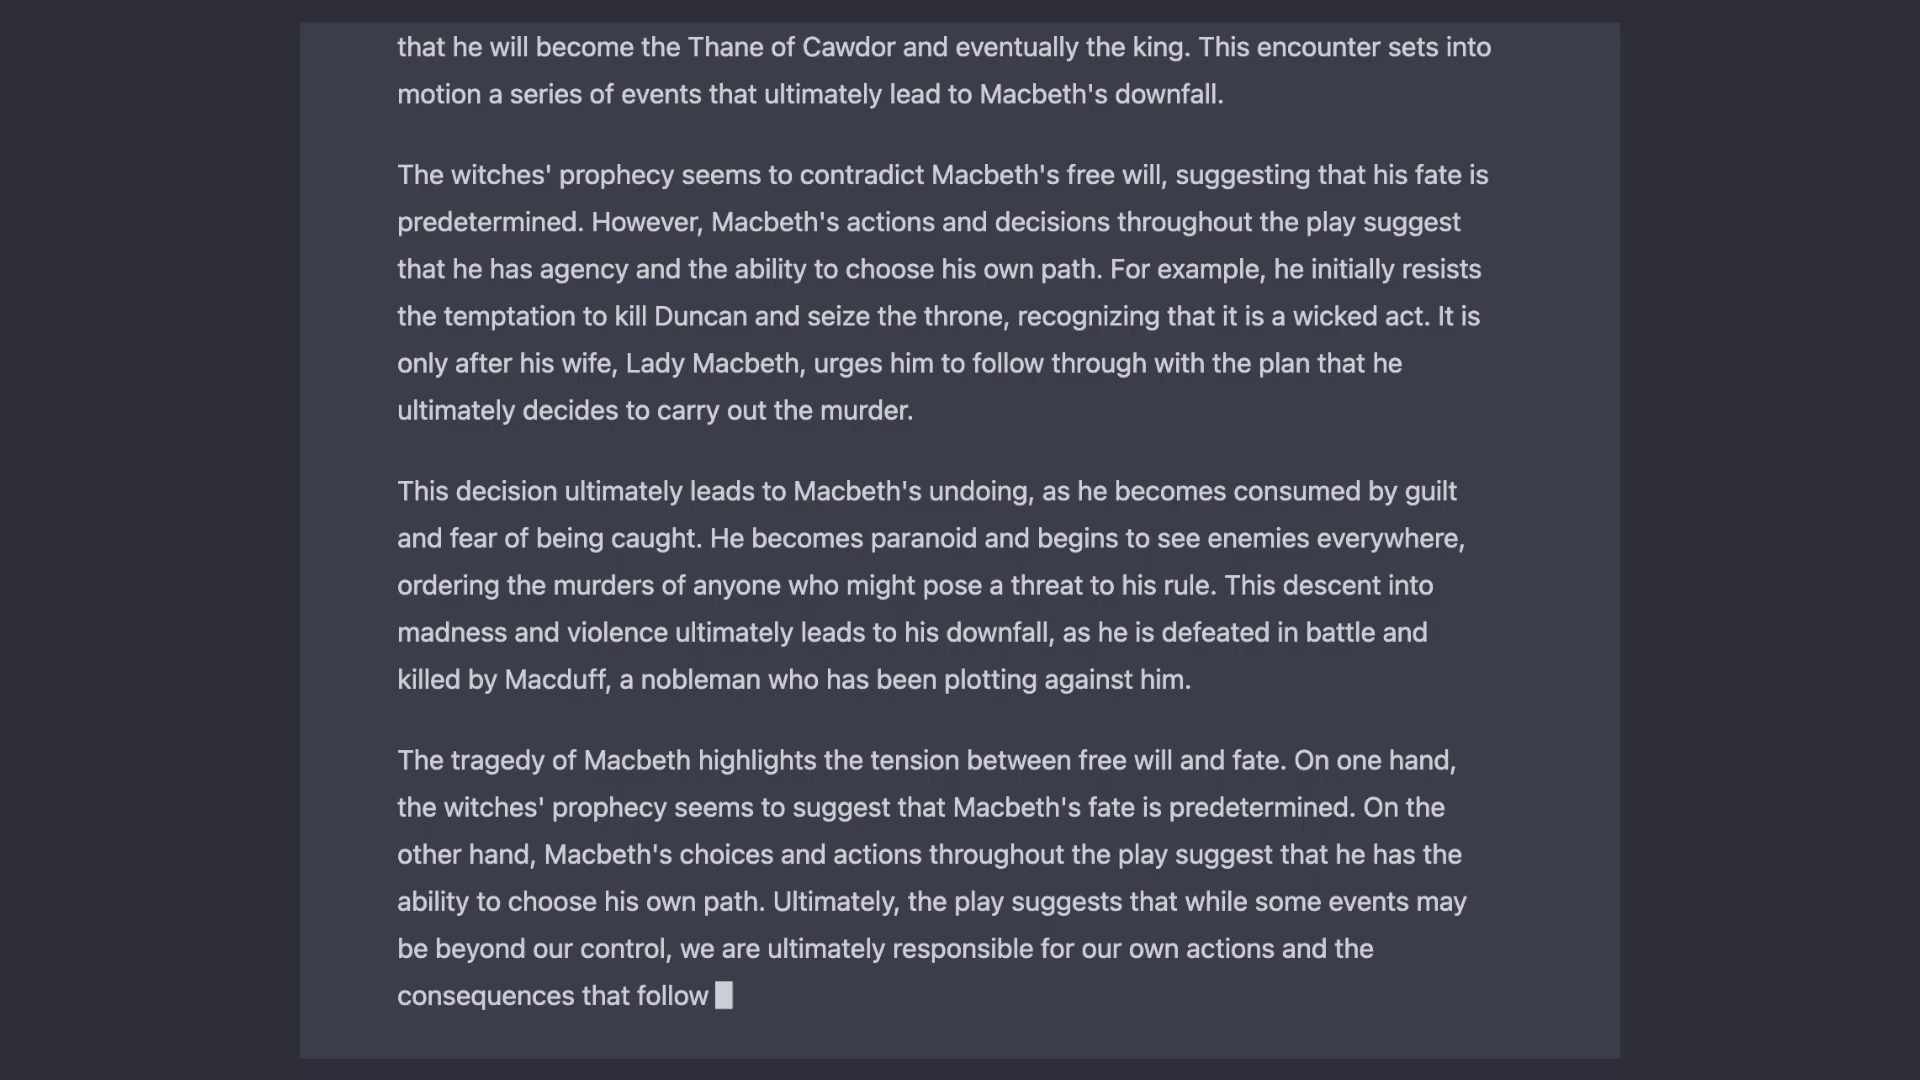 that he will become the Thane of Cawdor and eventually the king. This encounter sets into
motion a series of events that ultimately lead to Macbeth's downfall.
The witches' prophecy seems to contradict Macbeth's free will, suggesting that his fate is
predetermined. However, Macbeth's actions and decisions throughout the play suggest
that he has agency and the ability to choose his own path. For example, he initially resists
the temptation to kill Duncan and seize the throne, recognizing that it is a wicked act. It is
only after his wife, Lady Macbeth, urges him to follow through with the plan that he
ultimately decides to carry out the murder.
This decision ultimately leads to Macbeth's undoing, as he becomes consumed by guilt
and fear of being caught. He becomes paranoid and begins to see enemies everywhere,
ordering the murders of anyone who might pose a threat to his rule. This descent into
madness and violence ultimately leads to his downfall, as he is defeated in battle and
killed by Macduff, a nobleman who has been plotting against him.
The tragedy of Macbeth highlights the tension between free will and fate. On one hand,
the witches' prophecy seems to suggest that Macbeth's fate is predetermined. On the
other hand, Macbeth's choices and actions throughout the play suggest that he has the
ability to choose his own path. Ultimately, the play suggests that while some events may
be beyond our control, we are ultimately responsible for our own actions and the
consequences that follow